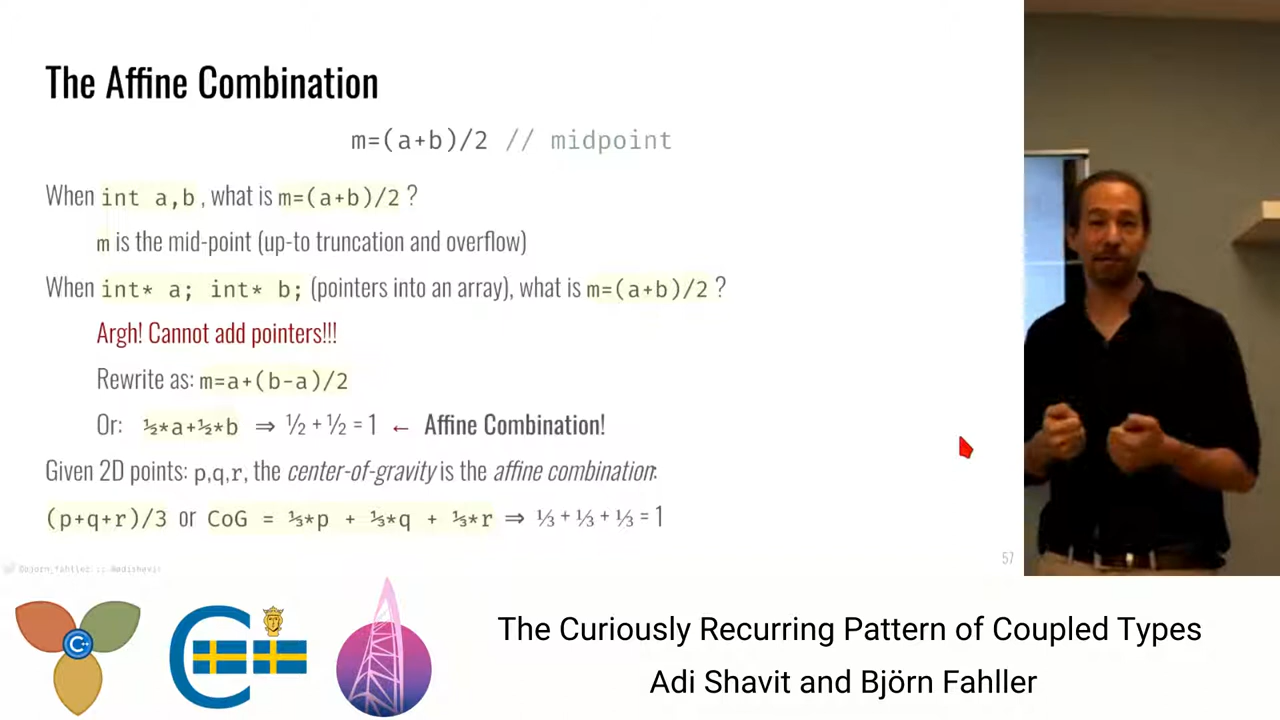 The Affine Combination
m=(a+b)/2 // midpoint
When int a,b , what is m=(a+b)/2 ?
m is the mid-point (up-to truncation and overflow)
When int* a; int* b; (pointers into an array), what is m=(a+b)/2 ?
Argh! Cannot add pointers!!!
Rewrite as: m=a+(b-a)/2
Or: ½*a+½*b ⇒ ½ + ½ = 1 ← Affine Combination!
Given 2D points: p,q,r, the center-of-gravity is the affine combination:
(p+q+r)/3 or CoG = ⅓*p + ⅓*q + ⅓*r ⇒ ⅓ + ⅓ + ⅓ = 1
57
@bjorn_fahller :: @adishavit
C++
The Curiously Recurring Pattern of Coupled Types
Adi Shavit and Björn Fahller